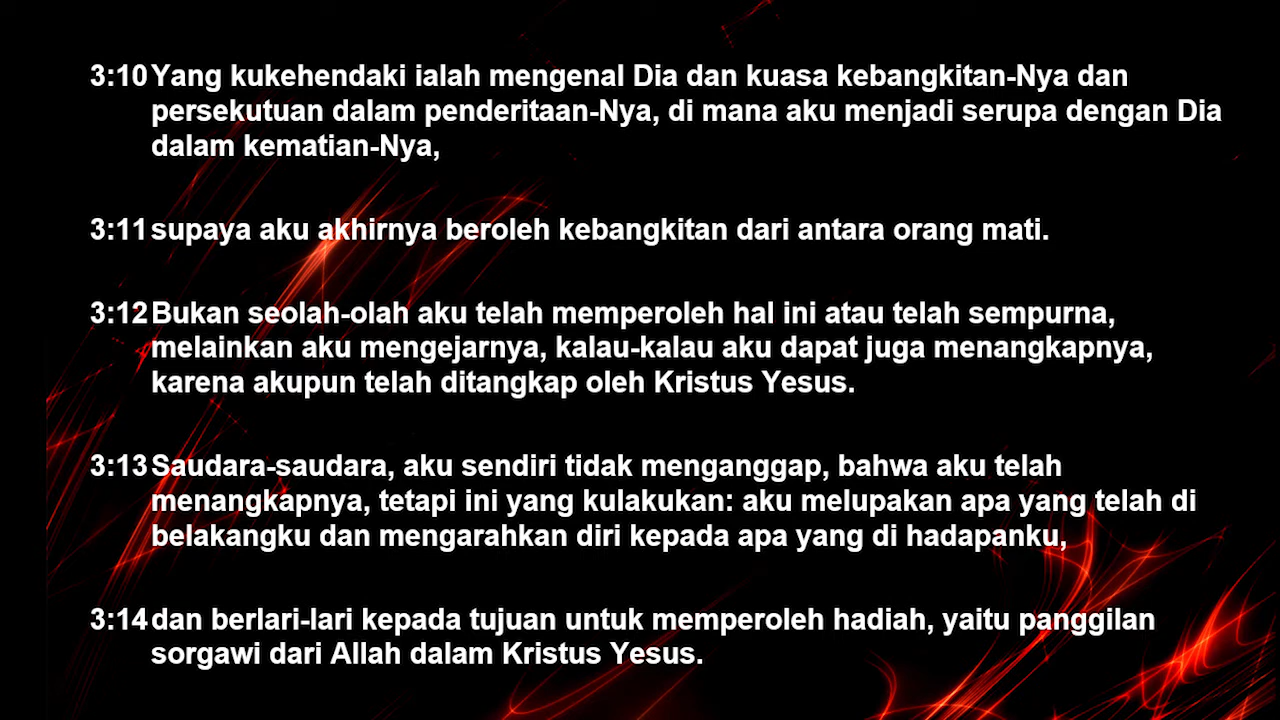 3:10 Yang kukehendaki ialah mengenal Dia dan kuasa kebangkitan-Nya dan
persekutuan dalam penderitaan-Nya, di mana aku menjadi serupa dengan Dia
dalam kematian-Nya,
3:11 supaya aku akhirnya beroleh kebangkitan dari antara orang mati.
3:12 Bukan seolah-olah aku telah memperoleh hal ini atau telah sempurna,
melainkan aku mengejarnya, kalau-kalau aku dapat juga menangkapnya,
karena akupun telah ditangkap oleh Kristus Yesus.
3:13 Saudara-saudara, aku sendiri tidak menganggap, bahwa aku telah
menangkapnya, tetapi ini yang kulakukan: aku melupakan apa yang telah di
belakangku dan mengarahkan diri kepada apa yang di hadapanku,
3:14 dan berlari-lari kepada tujuan untuk memperoleh hadiah, yaitu panggilan
sorgawi dari Allah dalam Kristus Yesus.